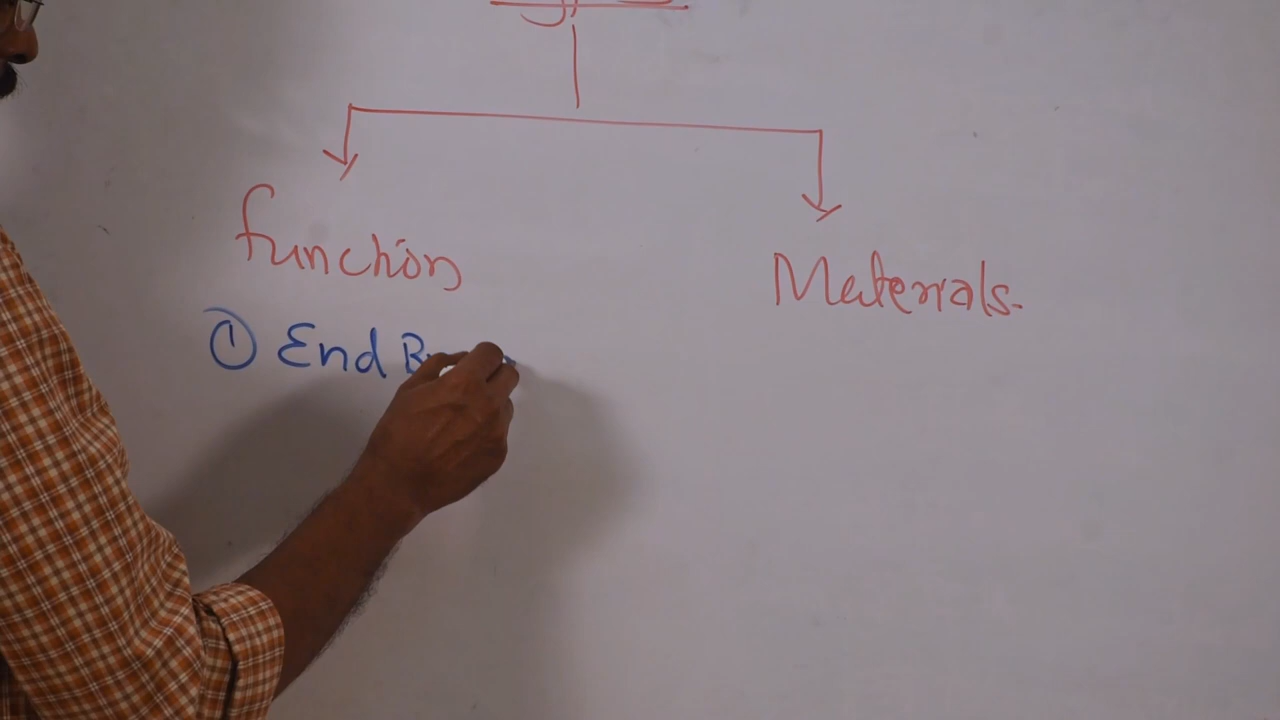 function
Materials.
① End